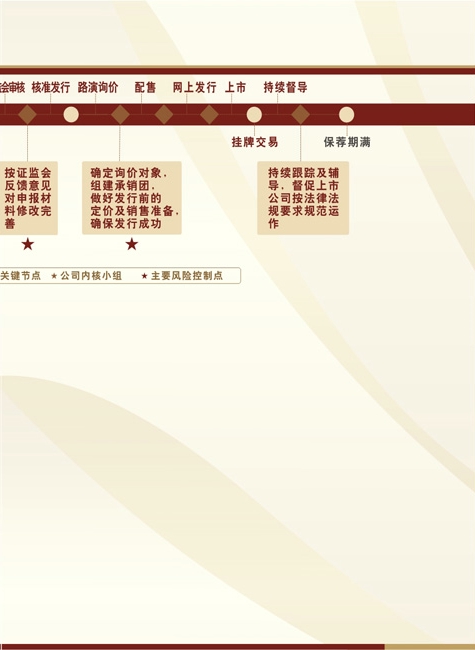 会审核 核准发行 路演询价 配售 网上发行 上市 持续督导
挂牌交易 保荐期满
按证监会
反馈意见
对申报材
料修改完
善
确定询价对象，
组建承销团，
做好发行前的
定价及销售准备，
确保发行成功
持续跟踪及辅
导，督促上市
公司按法律法
规要求规范运
作
关键节点 ★公司内核小组 ★主要风险控制点